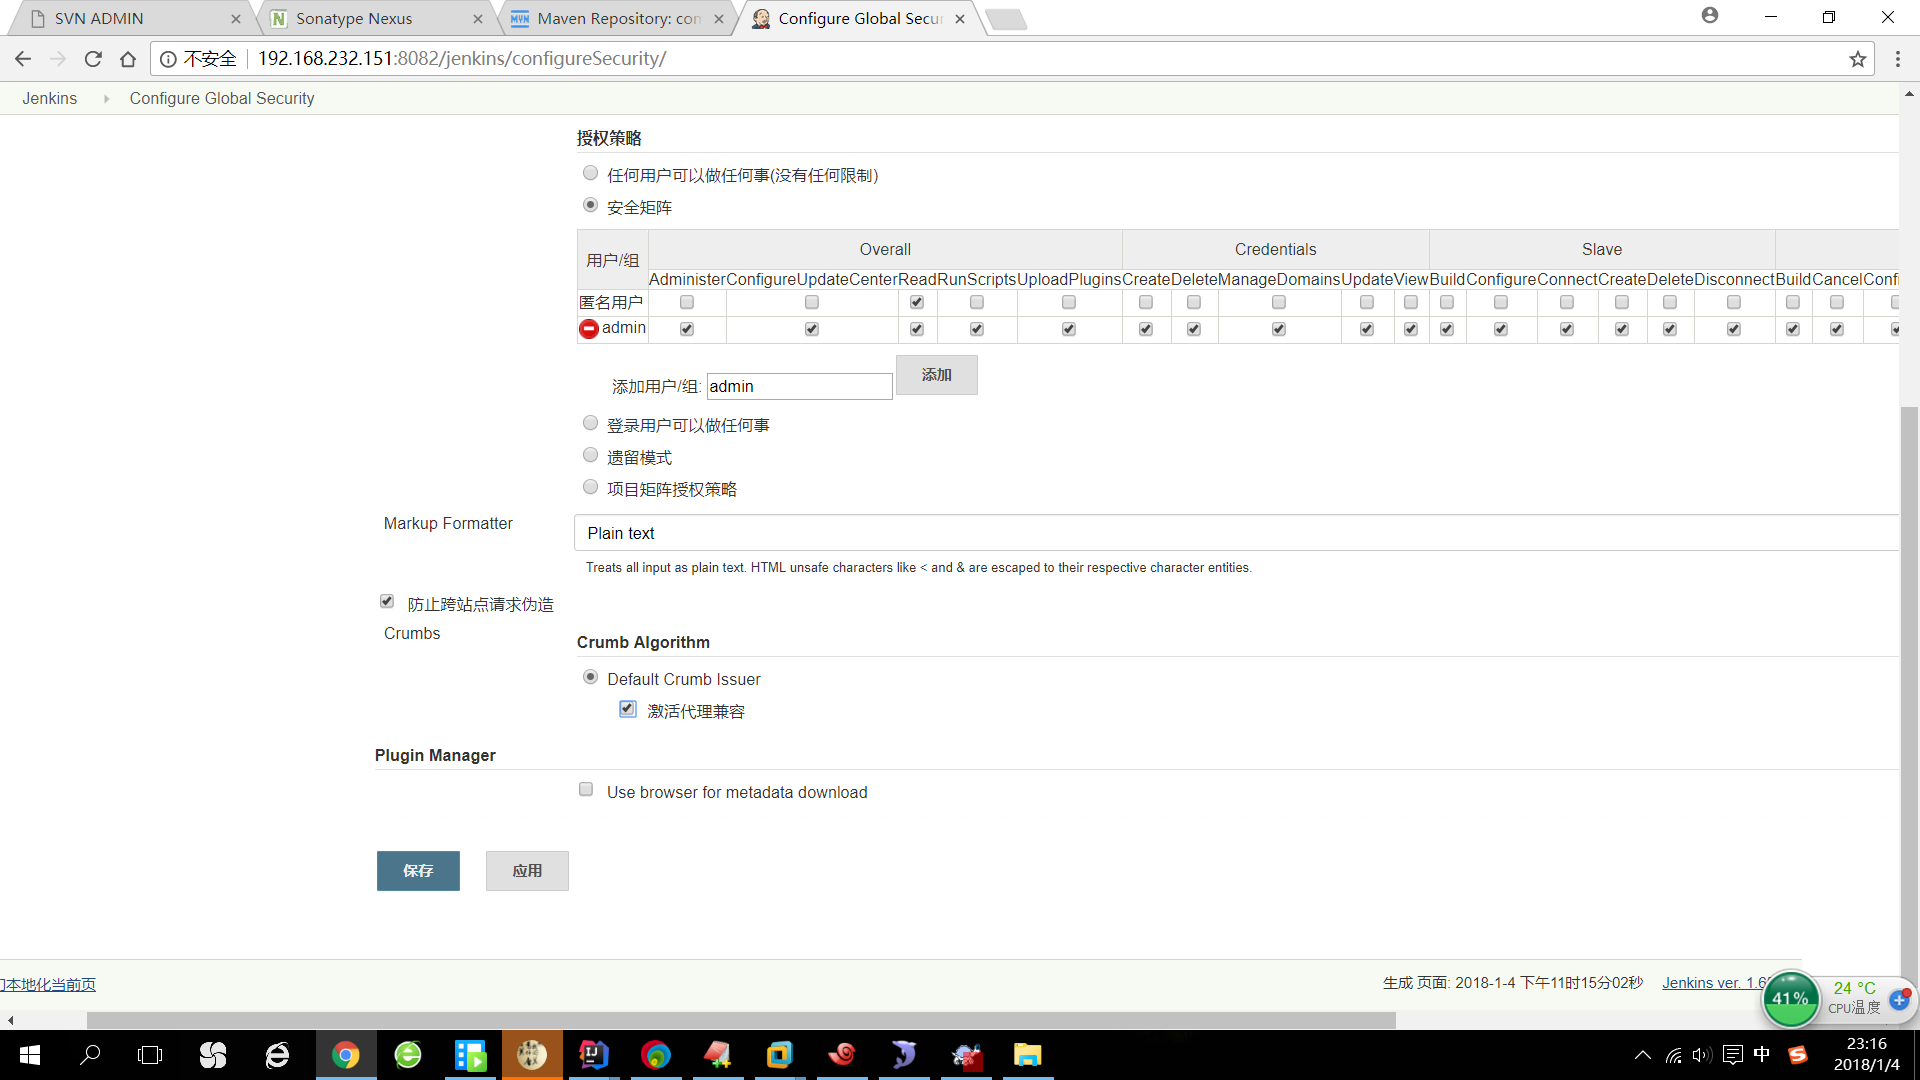 SVN ADMIN
Sonatype Nexus
Maven Repository: com
Configure Global Secu
不安全 192.168.232.151:8082/jenkins/configureSecurity/
Jenkins Configure Global Security
授权策略
任何用户可以做任何事(没有任何限制)
安全矩阵
用户/组 Overall Credentials Slave
Administer ConfigureUpdateCenter Read RunScripts UploadPlugins Create Delete ManageDomains Update View Build Configure Connect Create Delete Disconnect Build Cancel Confi
匿名用户
admin
添加用户/组: admin 添加
登录用户可以做任何事
遗留模式
项目矩阵授权策略
Markup Formatter Plain text
Treats all input as plain text. HTML unsafe characters like < and & are escaped to their respective character entities.
防止跨站点请求伪造
Crumbs
Crumb Algorithm
Default Crumb Issuer
激活代理兼容
Plugin Manager
Use browser for metadata download
保存 应用
本地化当前页 生成 页面: 2018-1-4 下午11时15分02秒 Jenkins ver. 1.6
41% 24 °C
CPU温度
中
23:16
2018/1/4